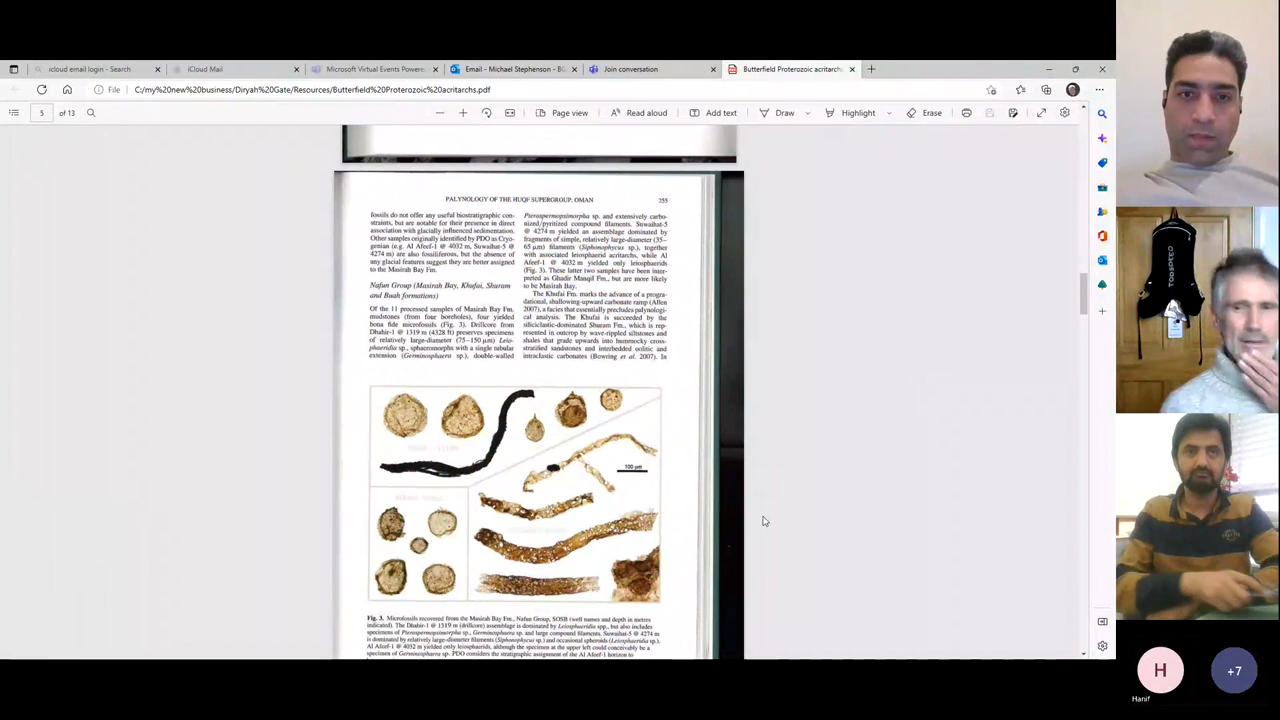 icloud email login - Search
iCloud Mail
Microsoft Virtual Events Powere
Email - Michael Stephenson - BG
Join conversation
Butterfield Proterozoic acritarchs
File
C:/my%20new%20business/Diryah%20Gate/Resources/Butterfield%20Proterozoic%20acritarchs.pdf
5 of 13
Page view
Read aloud
Add text
Draw
Highlight
Erase
PALYNOLOGY OF THE HUQF SUPERGROUP, OMAN 255
fossils do not offer any useful biostratigraphic con-
straints, but are notable for their presence in direct
association with glacially influenced sedimentation.
Other samples originally identified by PDO as Cryo-
genian (e.g. Al Afeef-1 @ 4032 m, Suwaihat-5 @
4274 m) are also fossiliferous, but the absence of
any glacial features suggest they are better assigned
to the Masirah Bay Fm.
Nafun Group (Masirah Bay, Khufai, Shuram
and Buah formations)
Of the 11 processed samples of Masirah Bay Fm.
mudstones (from four boreholes), four yielded
bona fide microfossils (Fig. 3). Drillcore from
Dhahir-1 @ 1319 m (4328 ft) preserves specimens
of relatively large-diameter (75–150 μm) Leio-
phaeridia sp., sphaeromorphs with a single tubular
extension (Germinosphaera sp.), double-walled
Pterospermopsimorpha sp. and extensively carbo-
nized/pyritized compound filaments. Suwaihat-5
@ 4274 m yielded an assemblage dominated by
fragments of simple, relatively large-diameter (35–
65 μm) filaments (Siphonophycus sp.), together
with associated leiosphaerid acritarchs, while Al
Afeef-1 @ 4032 m yielded only leiosphaerids
(Fig. 3). These latter two samples have been inter-
preted as Ghadir Manqil Fm., but are more likely
to be Masirah Bay.
The Khufai Fm. marks the advance of a progra-
dational, shallowing-upward carbonate ramp (Allen
2007), a facies that essentially precludes palynologi-
cal analysis. The Khufai is succeeded by the
siliciclastic-dominated Shuram Fm., which is rep-
resented in outcrop by wave-rippled siltstones and
shales that grade upwards into hummocky cross-
stratified sandstones and interbedded oolitic and
intraclastic carbonates (Bowring et al. 2007). In
100 μm
Fig. 3. Microfossils recovered from the Masirah Bay Fm., Nafun Group, SOSB (well names and depth in metres
indicated). The Dhahir-1 @ 1319 m (drillcore) assemblage is dominated by Leiosphaeridia spp., but also includes
specimens of Pterospermopsimorpha sp., Germinosphaera sp. and large compound filaments. Suwaihat-5 @ 4274 m
is dominated by relatively large-diameter filaments (Siphonophycus sp.) and occasional spheroids (Leiosphaeridia sp.).
Al Afeef-1 @ 4032 m yielded only leiosphaerids, although the specimen at the upper left could conceivably be a
specimen of Germinosphaera sp. PDO considers the stratigraphic assignment of the Al Afeef-1 horizon to
TODSPEED
H
Hanif
+7